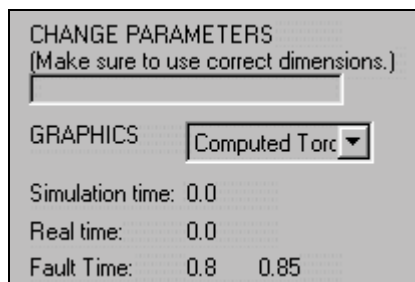 CHANGE PARAMETERS
(Make sure to use correct dimensions.)
GRAPHICS Computed Torc
Simulation time: 0.0
Real time: 0.0
Fault Time: 0.8 0.85